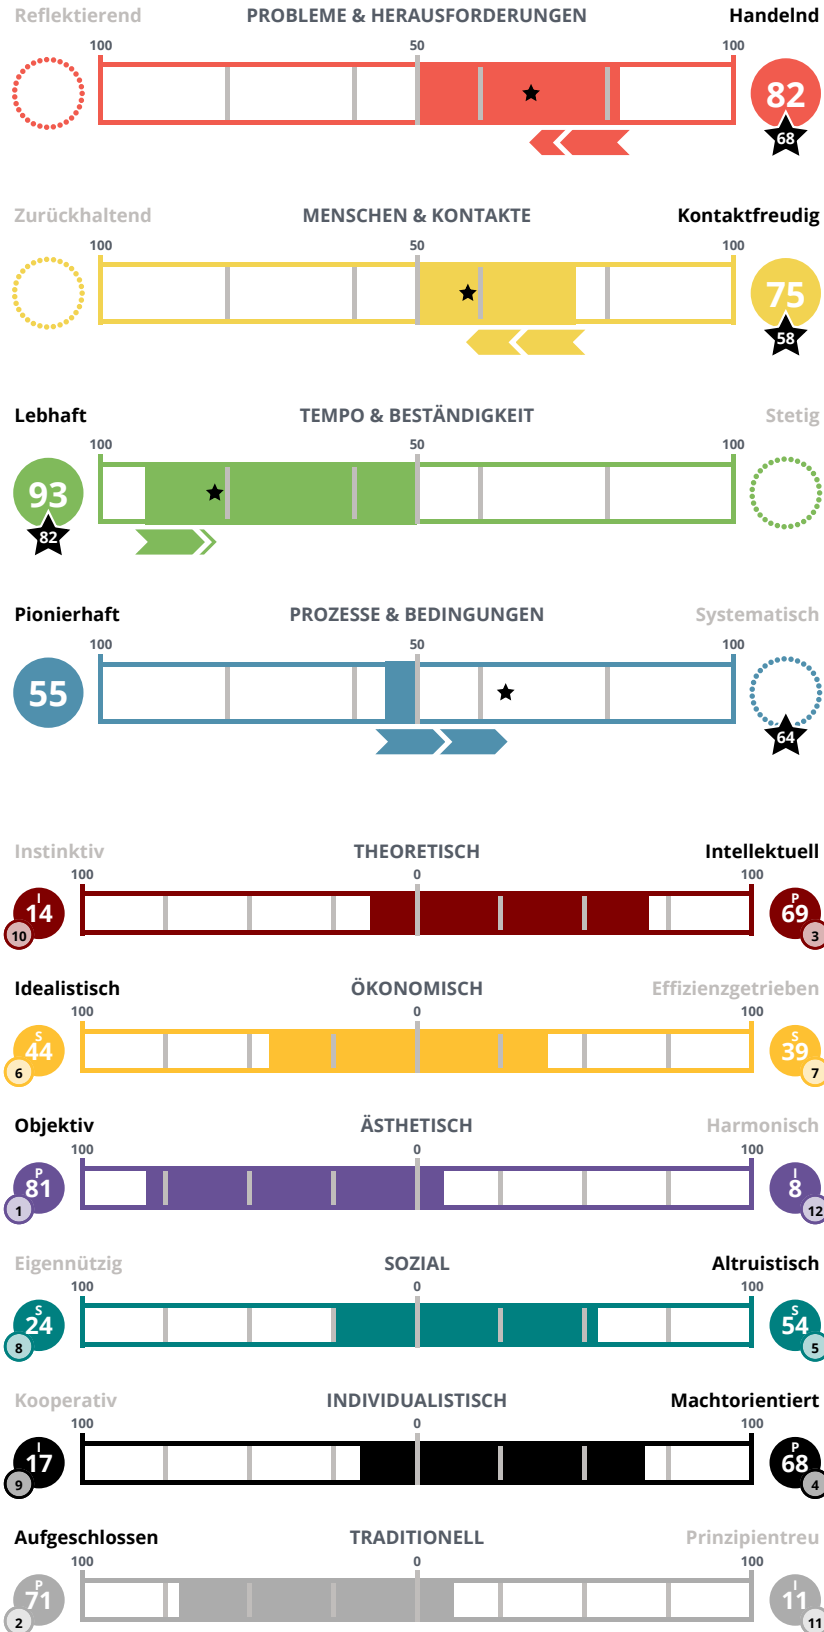 Reflektierend PROBLEME & HERAUSFORDERUNGEN Handelnd
100 50 100
82
68
Zurückhaltend MENSCHEN & KONTAKTE Kontaktfreudig
100 50 100
75
58
Lebhaft TEMPO & BESTÄNDIGKEIT Stetig
100 50 100
93
82
Pionierhaft PROZESSE & BEDINGUNGEN Systematisch
100 50 100
55
64
Instinktiv THEORETISCH Intellektuell
100 0 100
I P
14 69
10 3
Idealistisch ÖKONOMISCH Effizienzgetrieben
100 0 100
S S
44 39
6 7
Objektiv ÄSTHETISCH Harmonisch
100 0 100
P I
81 8
1 12
Eigennützig SOZIAL Altruistisch
100 0 100
S S
24 54
8 5
Kooperativ INDIVIDUALISTISCH Machtorientiert
100 0 100
I P
17 68
9 4
Aufgeschlossen TRADITIONELL Prinzipientreu
100 0 100
P I
71 11
2 11